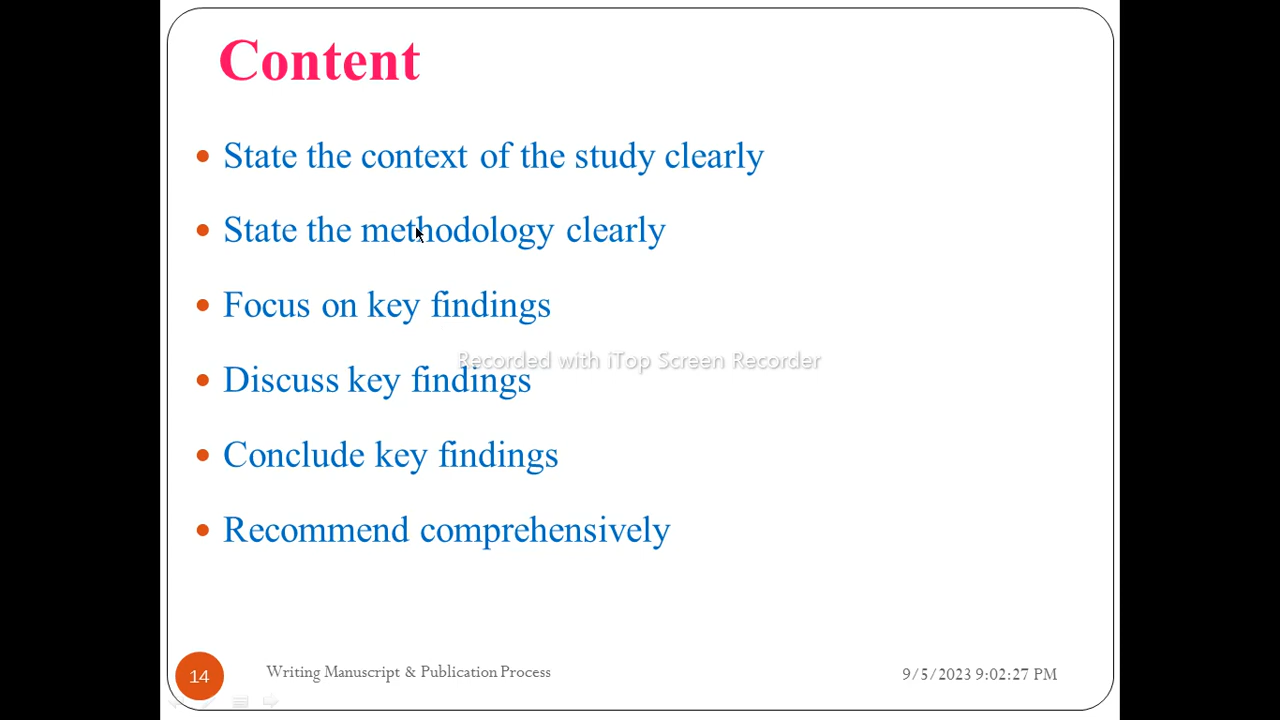 Content
State the context of the study clearly
State the methodology clearly
Focus on key findings
Recorded with iTop Screen Recorder
Discuss key findings
Conclude key findings
Recommend comprehensively
14
Writing Manuscript & Publication Process
9/5/2023 9:02:27 PM